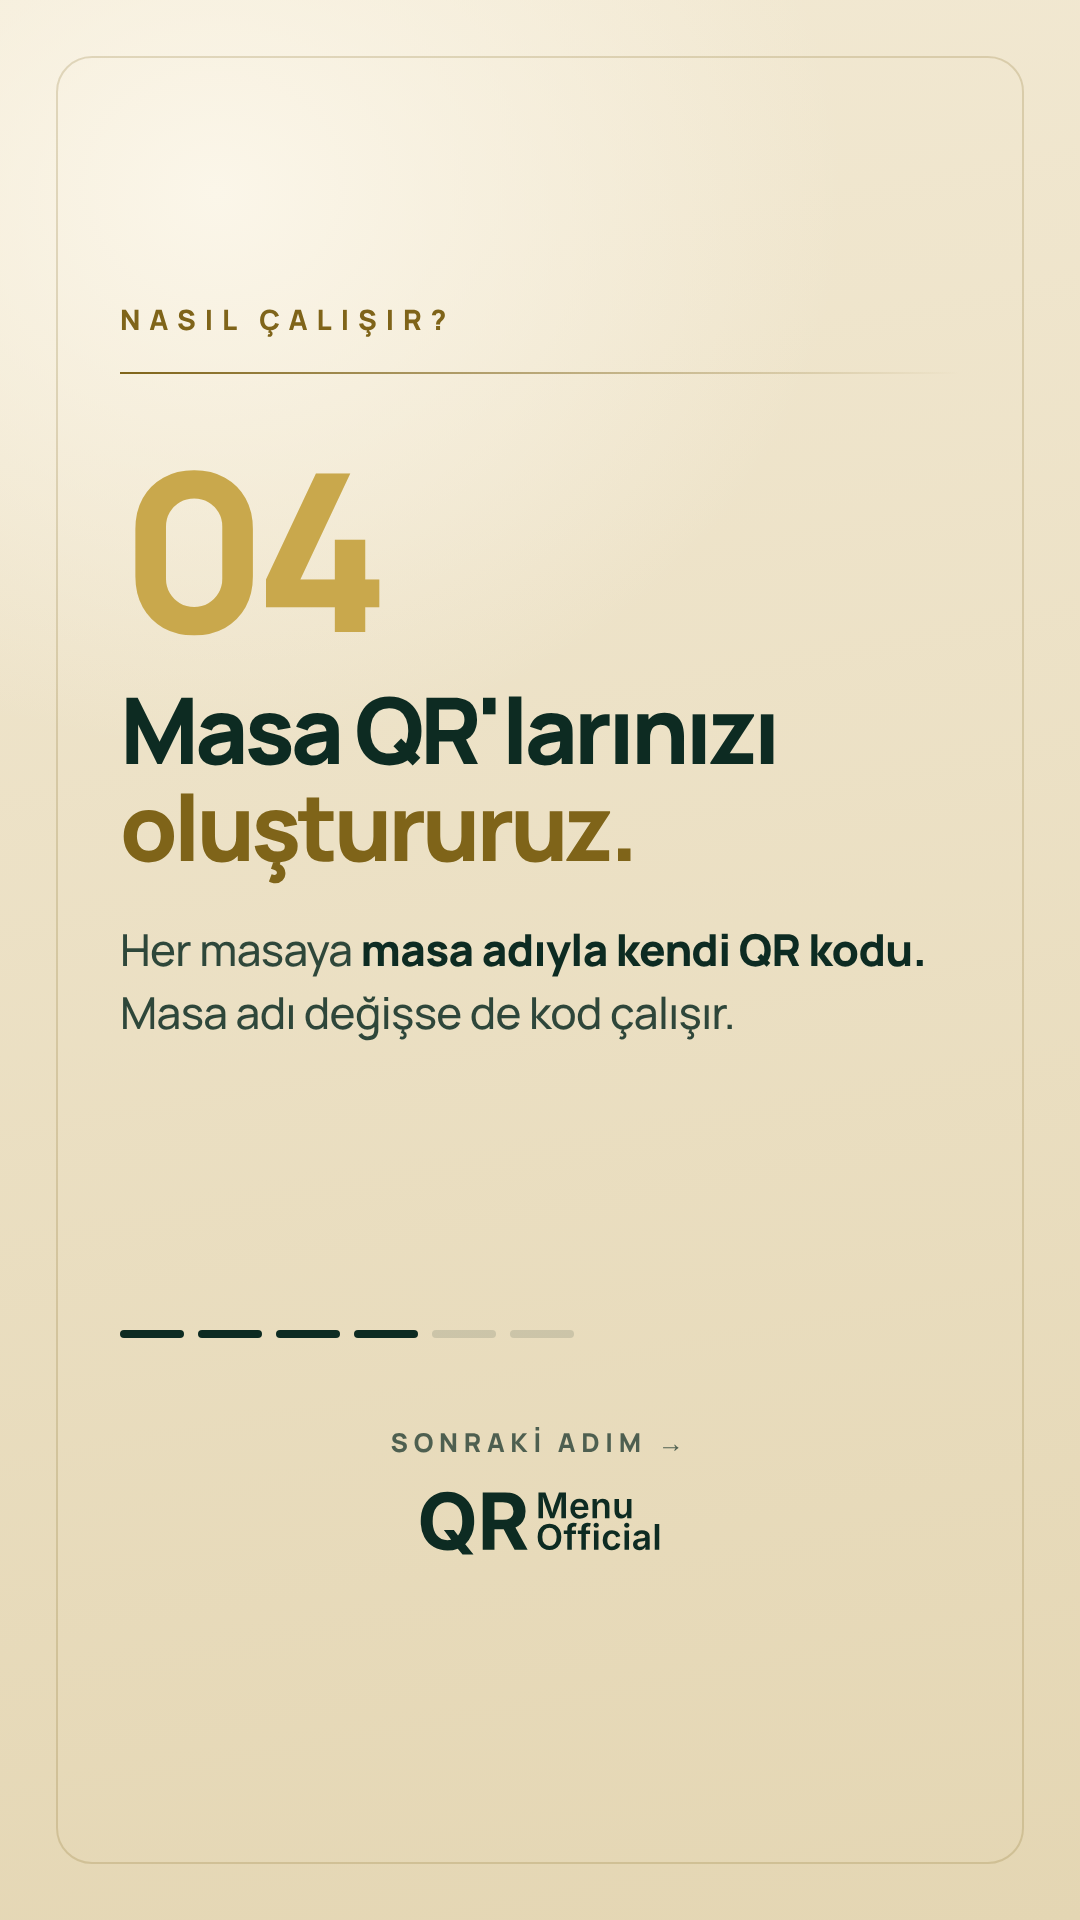 NASIL ÇALIŞIR?
04
Masa QR'larınızı
oluştururuz.
Her masaya masa adıyla kendi QR kodu.
Masa adı değişse de kod çalışır.
SONRAKİ ADIM →
QR Menu
Official